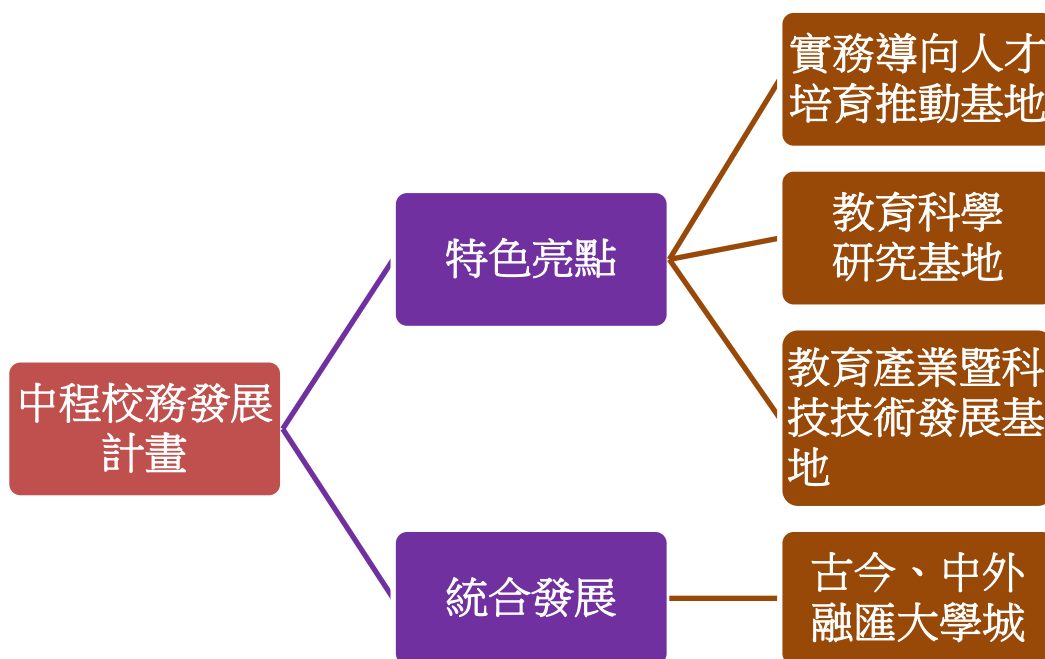 中程校務發展
計畫
特色亮點
統合發展
實務導向人才
培育推動基地
教育科學
研究基地
教育產業暨科
技技術發展基
地
古今、中外
融匯大學城